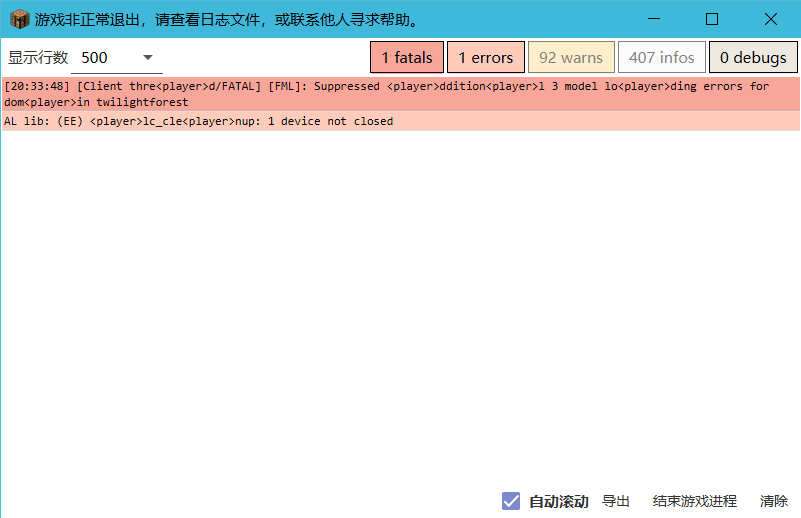 游戏非正常退出，请查看日志文件，或联系他人寻求帮助。
显示行数 500 1 fatals 1 errors 92 warns 407 infos 0 debugs
[20:33:48] [Client thre<player>d/FATAL] [FML]: Suppressed <player>ddition<player>l 3 model lo<player>ding errors for
dom<player>in twilightforest
AL lib: (EE) <player>lc_cle<player>nup: 1 device not closed
自动滚动 导出 结束游戏进程 清除